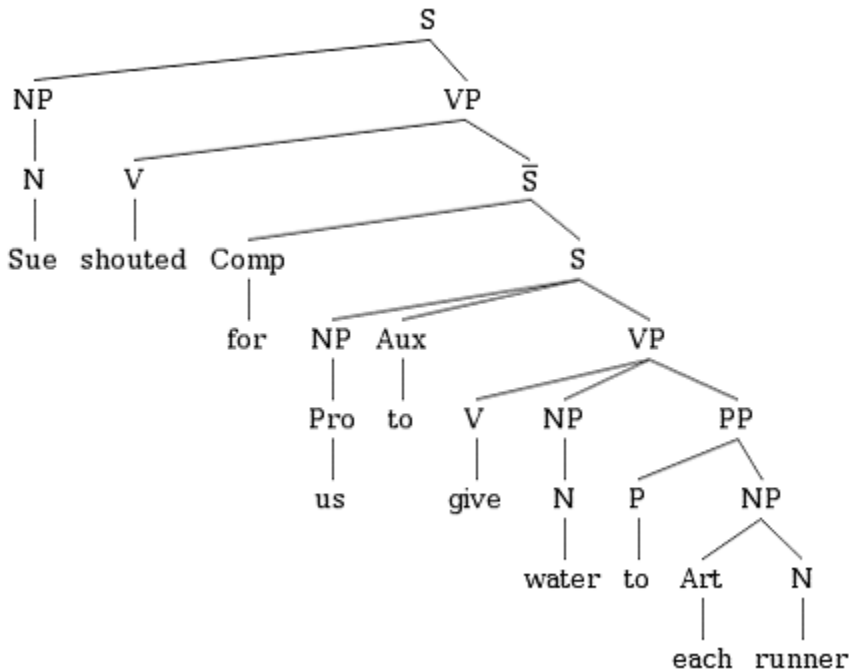 S
NP VP
N V S̅
Sue shouted Comp S
for NP Aux VP
Pro to V NP PP
us give N P NP
water to Art N
each runner